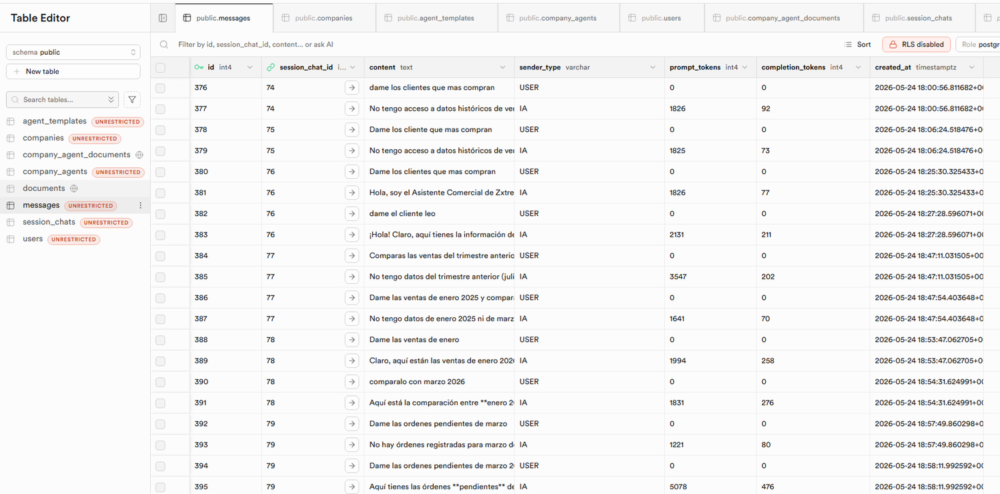 Table Editor
public.messages public.companies public.agent_templates public.company_agents public.users public.company_agent_documents public.session_chats
schema public
New table
Search tables...
agent_templates UNRESTRICTED
companies UNRESTRICTED
company_agent_documents
company_agents UNRESTRICTED
documents
messages UNRESTRICTED
session_chats UNRESTRICTED
users UNRESTRICTED
Filter by id, session_chat_id, content... or ask AI Sort RLS disabled Role postgr
id int4 session_chat_id i... content text sender_type varchar prompt_tokens int4 completion_tokens int4 created_at timestamptz
376 74 dame los clientes que mas compran USER 0 0 2026-05-24 18:00:56.811682+00
377 74 No tengo acceso a datos históricos de ver IA 1826 92 2026-05-24 18:00:56.811682+00
378 75 Dame los cliente que mas compran USER 0 0 2026-05-24 18:06:24.518476+0
379 75 No tengo acceso a datos históricos de ver IA 1825 73 2026-05-24 18:06:24.518476+0
380 76 Dame los clientes que mas compran USER 0 0 2026-05-24 18:25:30.325433+0
381 76 Hola, soy el Asistente Comercial de Zxtre IA 1826 77 2026-05-24 18:25:30.325433+0
382 76 dame el cliente leo USER 0 0 2026-05-24 18:27:28.596071+00
383 76 ¡Hola! Claro, aquí tienes la información de IA 2131 211 2026-05-24 18:27:28.596071+00
384 77 Comparas las ventas del trimestre anterio USER 0 0 2026-05-24 18:47:11.031505+00
385 77 No tengo datos del trimestre anterior (juli IA 3547 202 2026-05-24 18:47:11.031505+00
386 77 Dame las ventas de enero 2025 y compar USER 0 0 2026-05-24 18:47:54.403648+0
387 77 No tengo datos de enero 2025 ni de marz IA 1641 70 2026-05-24 18:47:54.403648+0
388 78 Dame las ventas de enero USER 0 0 2026-05-24 18:53:47.062705+0
389 78 Claro, aquí están las ventas de enero 2026 IA 1994 258 2026-05-24 18:53:47.062705+0
390 78 comparalo con marzo 2026 USER 0 0 2026-05-24 18:54:31.624991+00
391 78 Aquí está la comparación entre **enero 20 IA 1831 276 2026-05-24 18:54:31.624991+00
392 79 Dame las ordenes pendientes de marzo USER 0 0 2026-05-24 18:57:49.860298+0
393 79 No hay órdenes registradas para marzo de IA 1221 80 2026-05-24 18:57:49.860298+0
394 79 Dame las ordenes pendientes de marzo 20 USER 0 0 2026-05-24 18:58:11.992592+00
395 79 Aquí tienes las órdenes **pendientes** de IA 5078 476 2026-05-24 18:58:11.992592+00